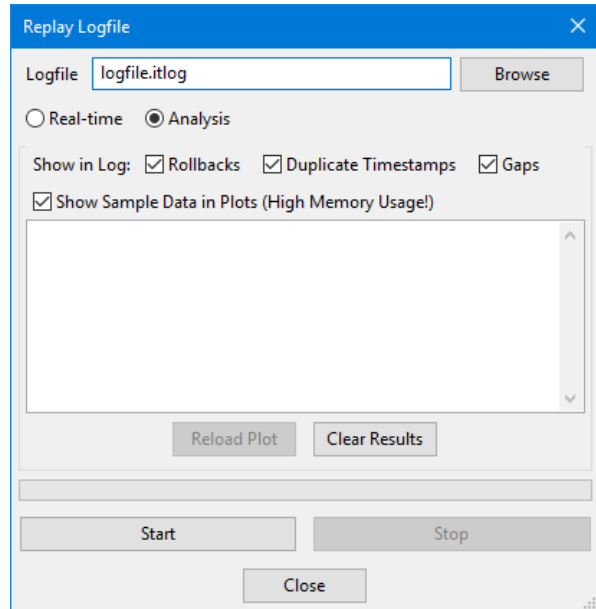 Replay Logfile
Logfile logfile.itlog Browse
Real-time Analysis
Show in Log: Rollbacks Duplicate Timestamps Gaps
Show Sample Data in Plots (High Memory Usage!)
Reload Plot Clear Results
Start Stop
Close